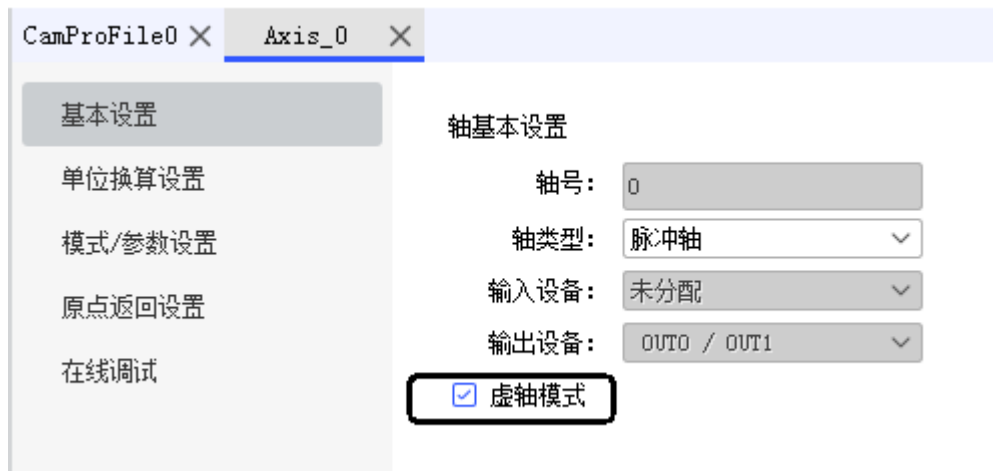 CamProFile0 Axis_0
基本设置
单位换算设置
模式/参数设置
原点返回设置
在线调试
轴基本设置
轴号： 0
轴类型： 脉冲轴
输入设备： 未分配
输出设备： OUT0 / OUT1
虚轴模式